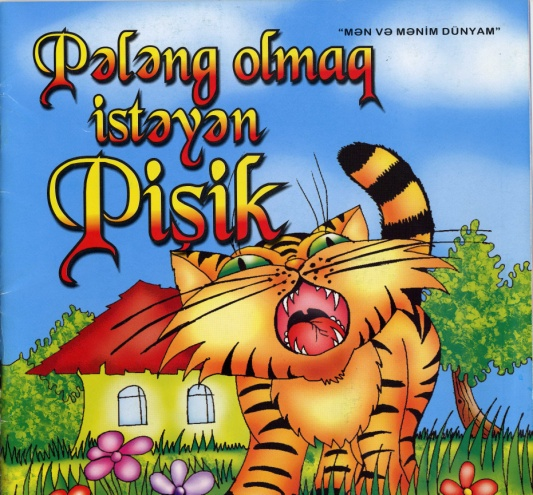 "MƏN VƏ MƏNİM DÜNYAM"
Pələng olmaq
istəyən
Pişik